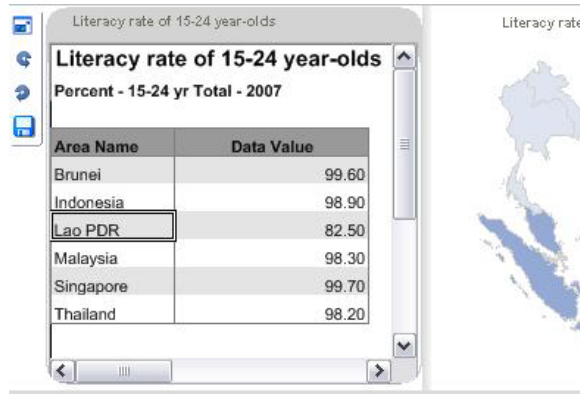 Literacy rate of 15-24 year-olds
Literacy rate of 15-24 year-olds
Percent - 15-24 yr Total - 2007
Area Name Data Value
Brunei 99.60
Indonesia 98.90
Lao PDR 82.50
Malaysia 98.30
Singapore 99.70
Thailand 98.20
Literacy rate